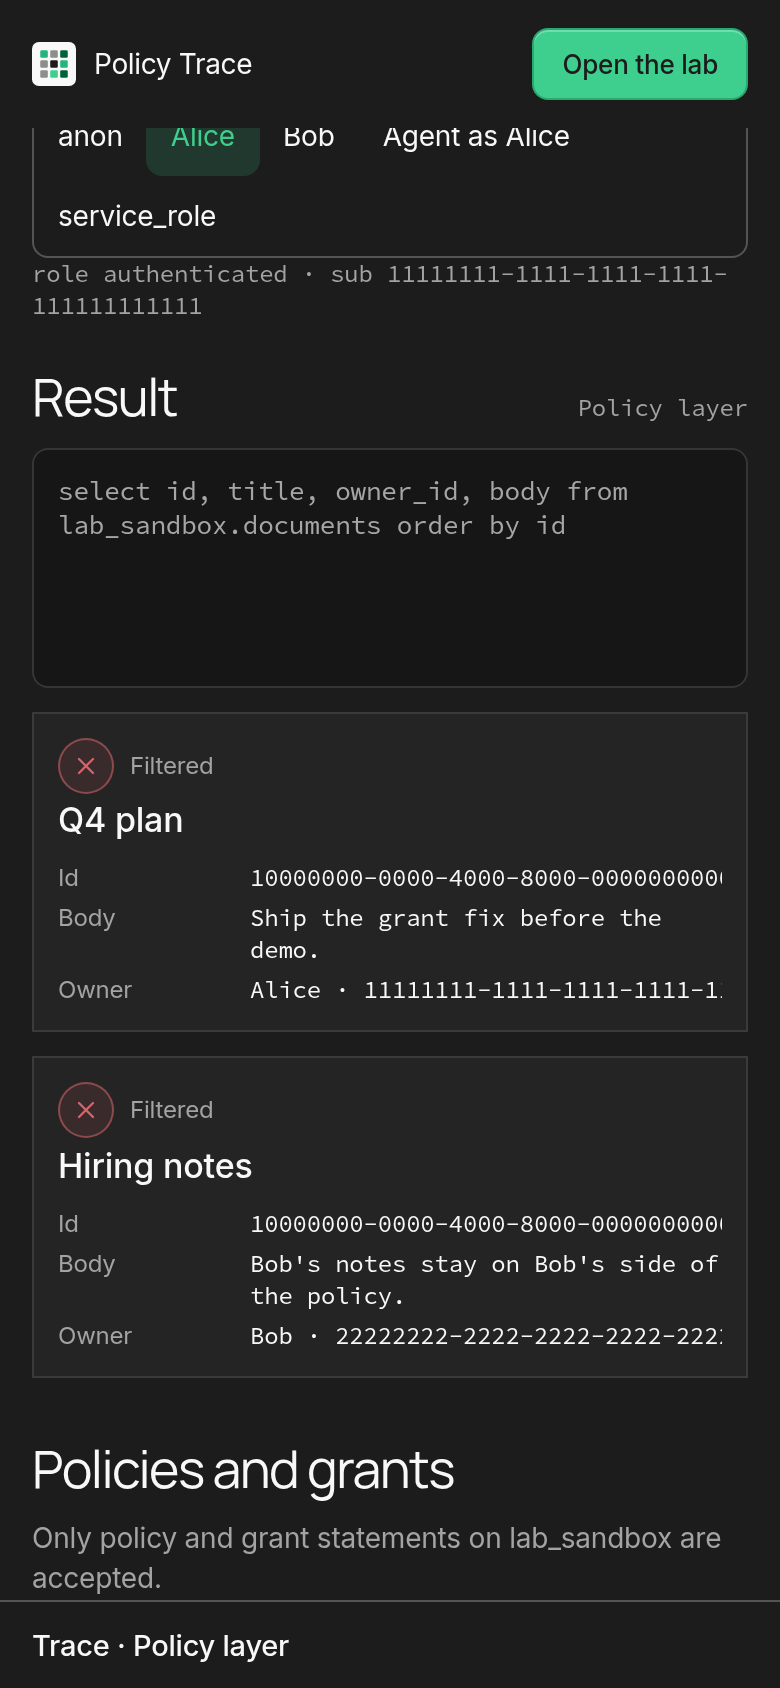 Policy Trace
Open the lab
anon Alice Bob Agent as Alice
service_role
role authenticated · sub 11111111-1111-1111-1111-
111111111111
Result
Policy layer
select id, title, owner_id, body from
lab_sandbox.documents order by id
Filtered
Q4 plan
Id 10000000-0000-4000-8000-0000000000
Body Ship the grant fix before the
demo.
Owner Alice · 11111111-1111-1111-1111-1
Filtered
Hiring notes
Id 10000000-0000-4000-8000-0000000000
Body Bob's notes stay on Bob's side of
the policy.
Owner Bob · 22222222-2222-2222-2222-222
Policies and grants
Only policy and grant statements on lab_sandbox are
accepted.
Trace · Policy layer